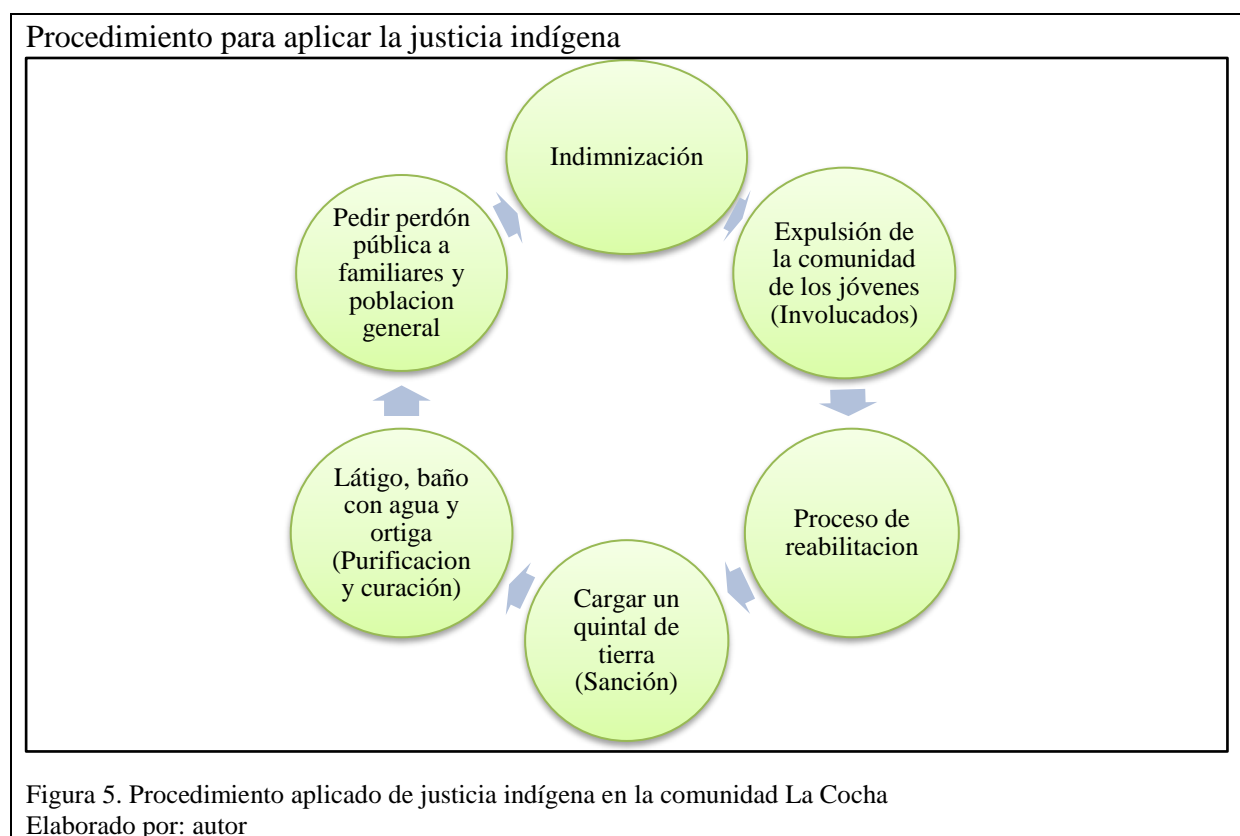 Procedimiento para aplicar la justicia indígena
Indimnización
Expulsión de
la comunidad
de los jóvenes
(Involucados)
Proceso de
reabilitacion
Cargar un
quintal de
tierra
(Sanción)
Látigo, baño
con agua y
ortiga
(Purificacion
y curación)
Pedir perdón
pública a
familiares y
poblacion
general
Figura 5. Procedimiento aplicado de justicia indígena en la comunidad La Cocha
Elaborado por: autor